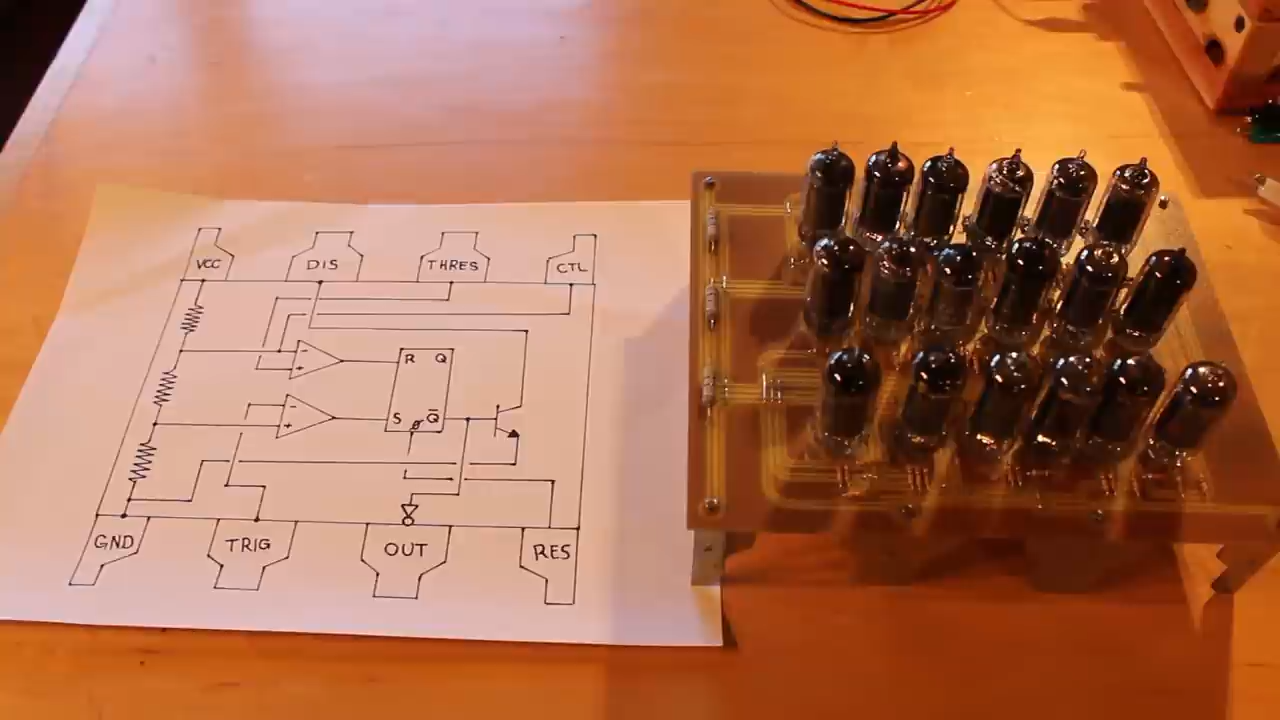 VCC DIS THRES CTL
R Q
S Q̅
GND TRIG OUT RES
- 
+
-
+